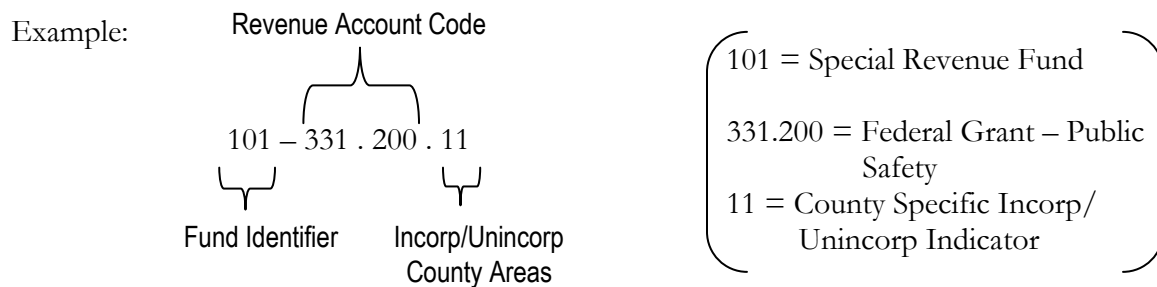 Example:
Revenue Account Code
101 – 331 . 200 . 11
Fund Identifier
Incorp/Unincorp
County Areas
101 = Special Revenue Fund
331.200 = Federal Grant – Public
Safety
11 = County Specific Incorp/
Unincorp Indicator